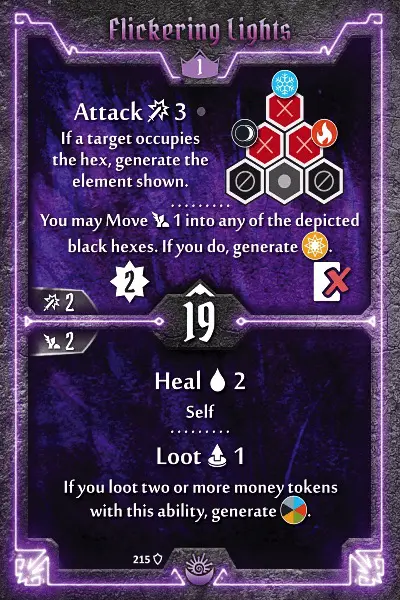 Flickering Lights
1
Attack 3
If a target occupies
the hex, generate the
element shown.
You may Move 1 into any of the depicted
black hexes. If you do, generate .
2
2
19
2
Heal 2
Self
Loot 1
If you loot two or more money tokens
with this ability, generate .
215